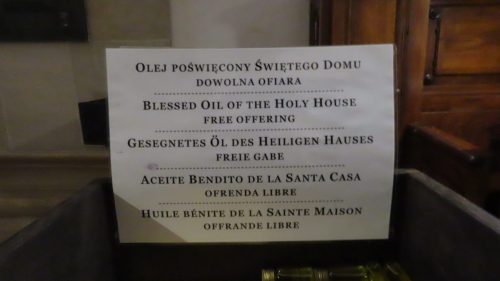 Olej poświęcony Świętego Domu
dowolna ofiara
Blessed Oil of the Holy House
free offering
Gesegnetes Öl des Heiligen Hauses
freie gabe
Aceite Bendito de la Santa Casa
ofrenda libre
Huile bénite de la Sainte Maison
offrande libre